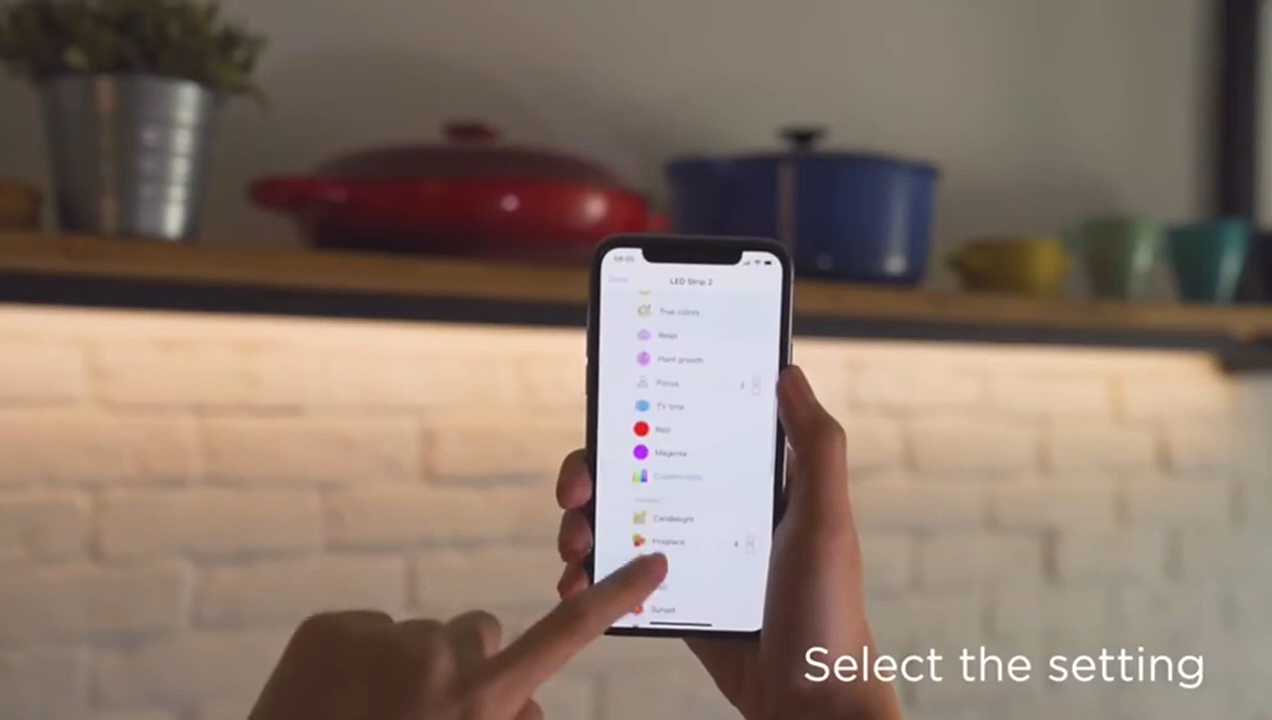 LED Strip 2
True colors
Relax
Plant growth
Focus
TV time
Red
Magenta
Candlelight
Fireplace
Sunset
Select the setting